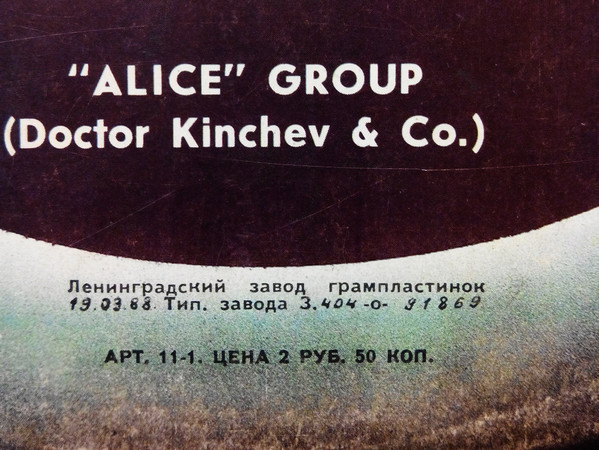 “ALICE” GROUP
(Doctor Kinchev & Co.)
Ленинградский завод грампластинок
19.03.88. Тип. завода З. 404 -о- 91869
АРТ. 11-1. ЦЕНА 2 РУБ. 50 КОП.